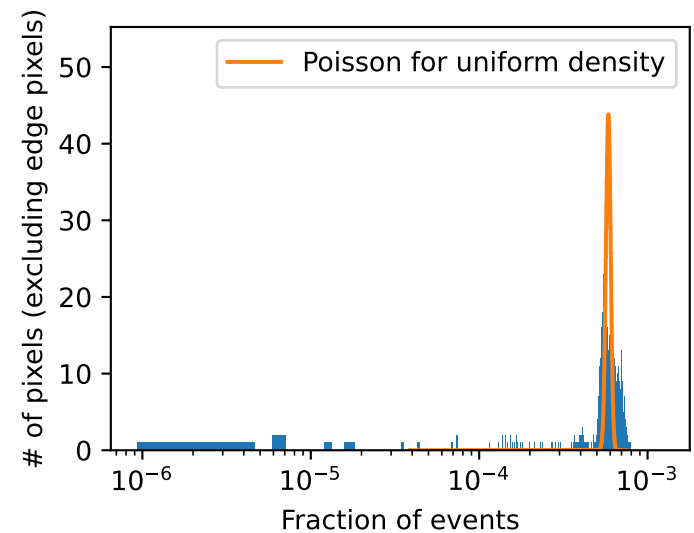 # of pixels (excluding edge pixels)
50
40
30
20
10
0
Poisson for uniform density
10⁻⁶ 10⁻⁵ 10⁻⁴ 10⁻³
Fraction of events